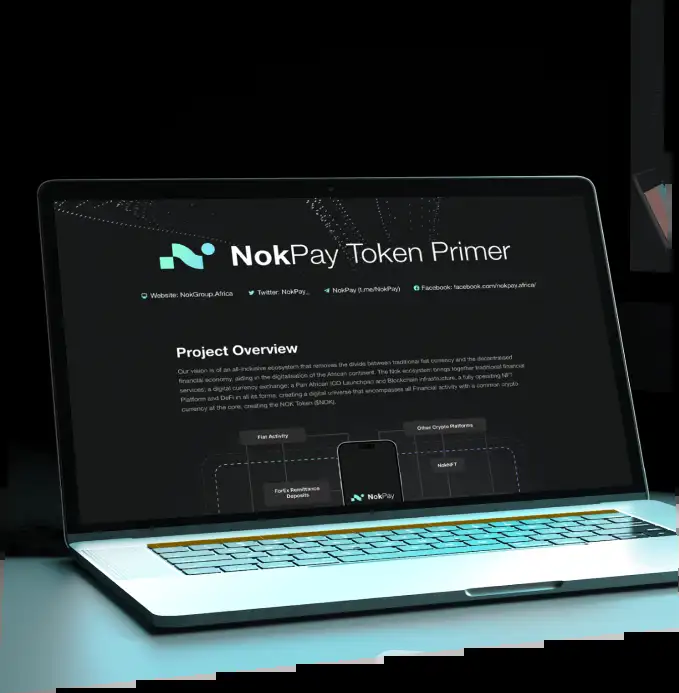 NokPay Token Primer
Website: NokGroup.Africa Twitter: NokPay_ NokPay (t.me/NokPay) Facebook: facebook.com/nokpay.africa/
Project Overview
Our vision is of an all-inclusive ecosystem that removes the divide between traditional fiat currency and the decentralised
financial economy, aiding in the digitalisation of the African continent. The Nok ecosystem brings together traditional financial
services; a digital currency exchange; a Pan African ICO Launchpad and Blockchain infrastructure, a fully operating NFT
Platform and DeFi in all its forms, creating a digital universe that encompasses all Financial activity with a common crypto
currency at the core, creating the NOK Token ($NOK).
Fiat Activity
Other Crypto Platforms
NokNFT
ForEx Remittance
Deposits
NokPay